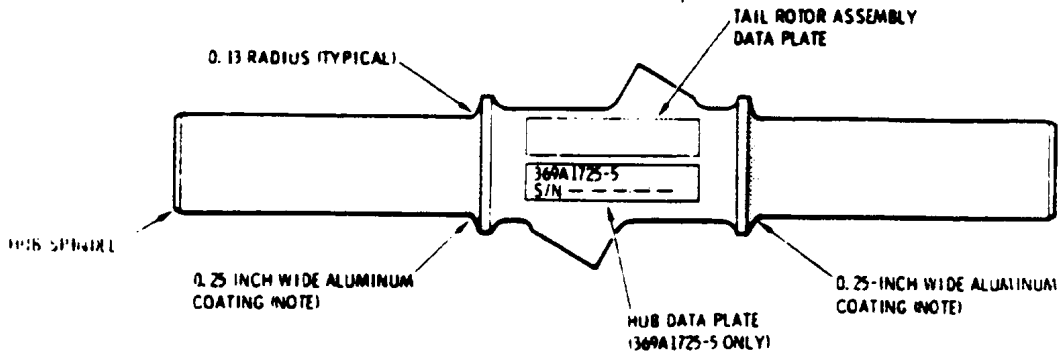 TAIL ROTOR ASSEMBLY
DATA PLATE
0.13 RADIUS (TYPICAL)
369A1725-5
S/N — — — — — —
HUB SPINDLE
0.25 INCH WIDE ALUMINUM
COATING (NOTE)
0.25-INCH WIDE ALUMINUM
COATING (NOTE)
HUB DATA PLATE
(369A1725-5 ONLY)